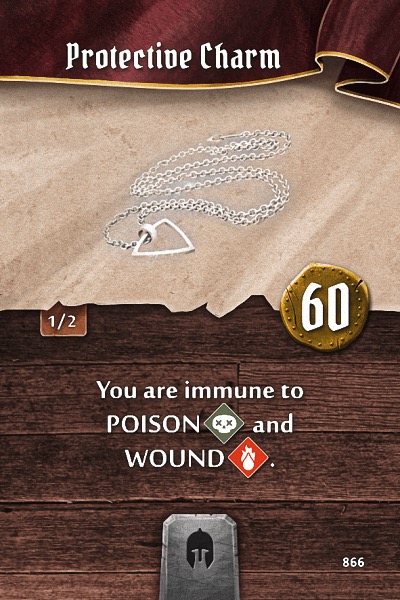 Protective Charm
1/2
60
You are immune to
POISON and
WOUND .
866